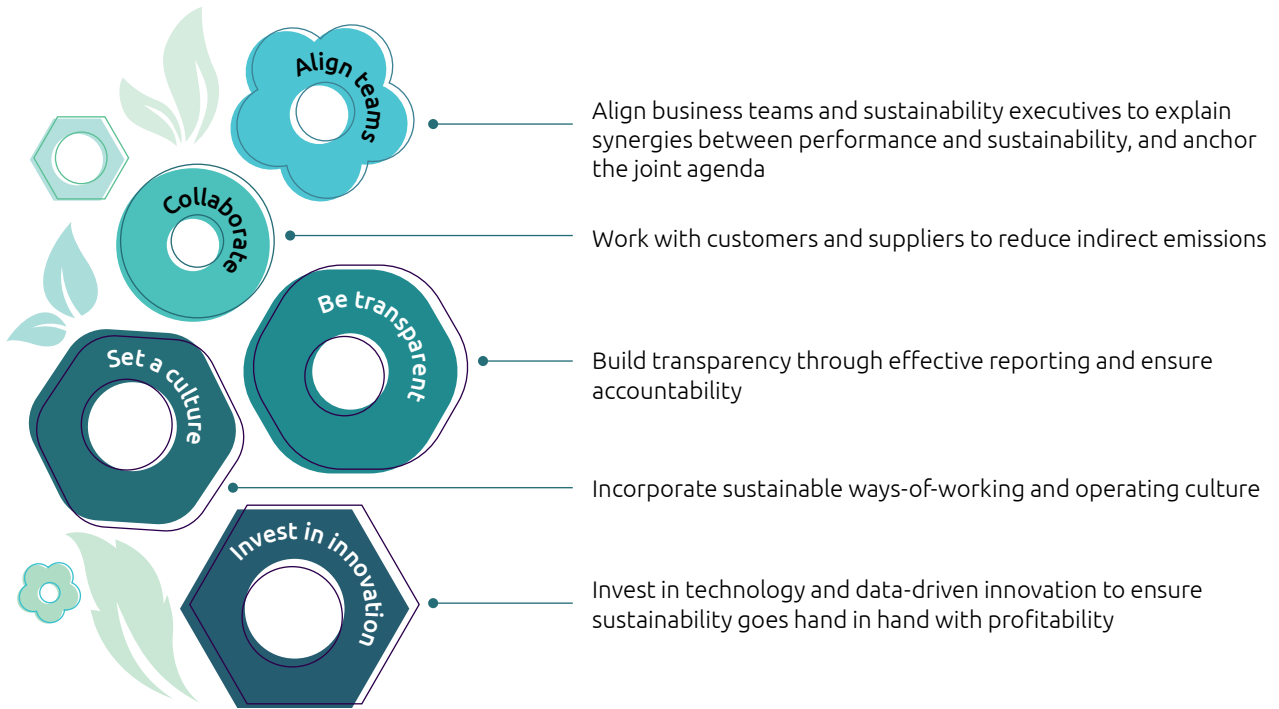 Align teams
Align business teams and sustainability executives to explain
synergies between performance and sustainability, and anchor
the joint agenda
Collaborate
Work with customers and suppliers to reduce indirect emissions
Be transparent
Build transparency through effective reporting and ensure
accountability
Set a culture
Incorporate sustainable ways-of-working and operating culture
Invest in innovation
Invest in technology and data-driven innovation to ensure
sustainability goes hand in hand with profitability